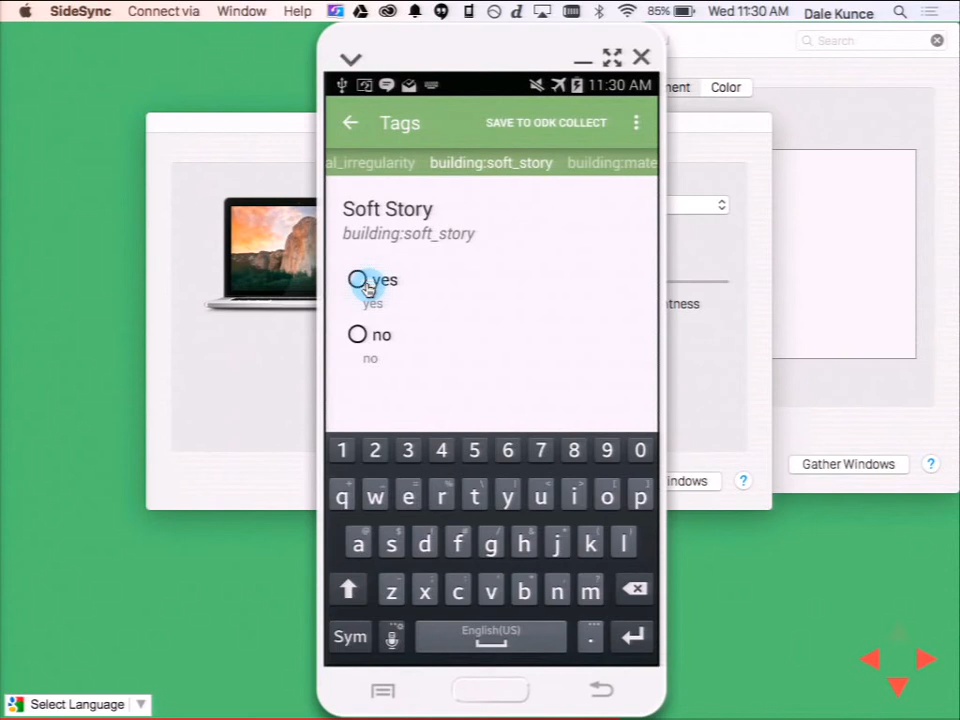 SideSync Connect via Window Help 85% Wed 11:30 AM Dale Kunce
Search
ment Color
11:30 AM
Tags SAVE TO ODK COLLECT
al_irregularity building:soft_story building:mate
Soft Story
building:soft_story
yes
yes
no
no
ntness
Gather Windows ?
indows ?
1 2 3 4 5 6 7 8 9 0
q w e r t y u i o p
a s d f g h j k l
z x c v b n m
Sym English(US) .
Select Language